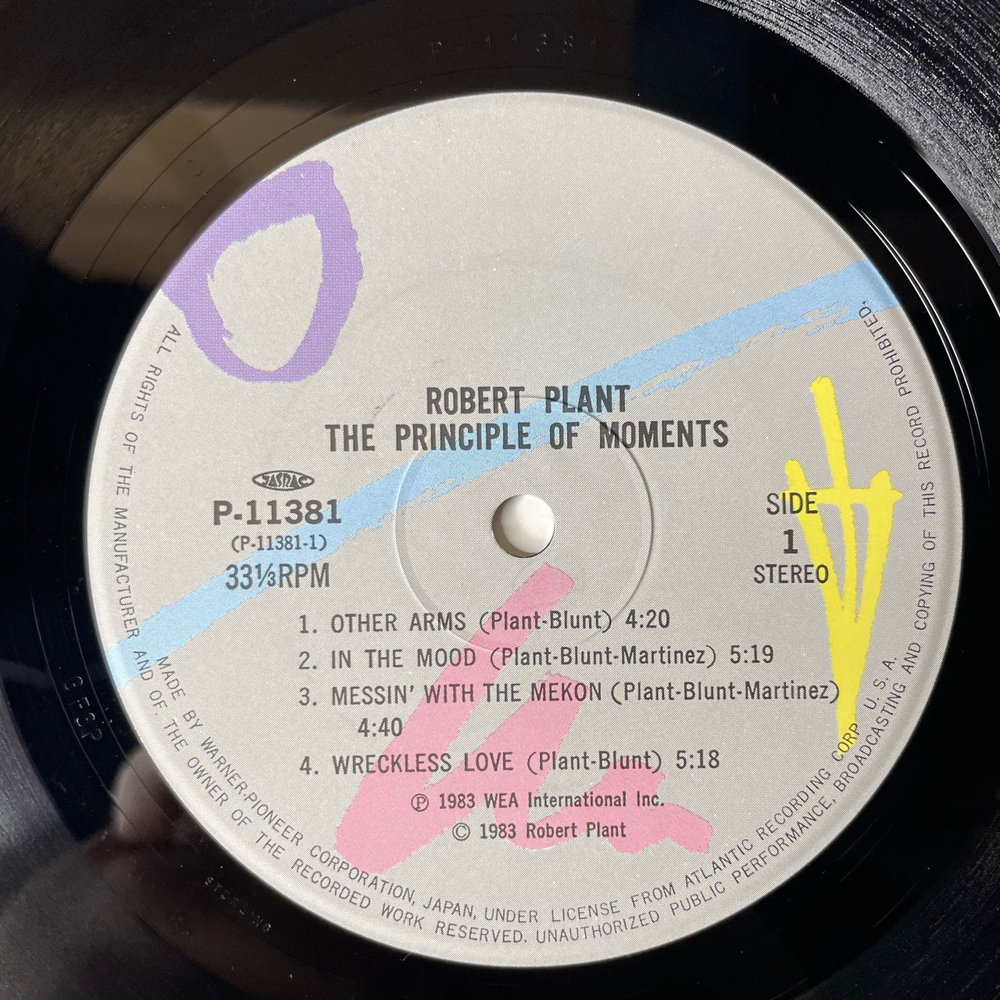 P-11381
ROBERT PLANT
THE PRINCIPLE OF MOMENTS
JASRAC
P-11381
(P-11381-1)
33⅓RPM
SIDE
1
STEREO
1. OTHER ARMS (Plant-Blunt) 4:20
2. IN THE MOOD (Plant-Blunt-Martinez) 5:19
3. MESSIN' WITH THE MEKON (Plant-Blunt-Martinez)
4:40
4. WRECKLESS LOVE (Plant-Blunt) 5:18
Ⓟ 1983 WEA International Inc.
© 1983 Robert Plant
MADE BY WARNER-PIONEER CORPORATION, JAPAN, UNDER LICENSE FROM ATLANTIC RECORDING CORP U. S. A.
ALL RIGHTS OF THE MANUFACTURER AND OF. THE OWNER OF THE RECORDED WORK RESERVED. UNAUTHORIZED PUBLIC PERFORMANCE, BROADCASTING AND COPYING OF THIS RECORD PROHIBITED.
STERLING